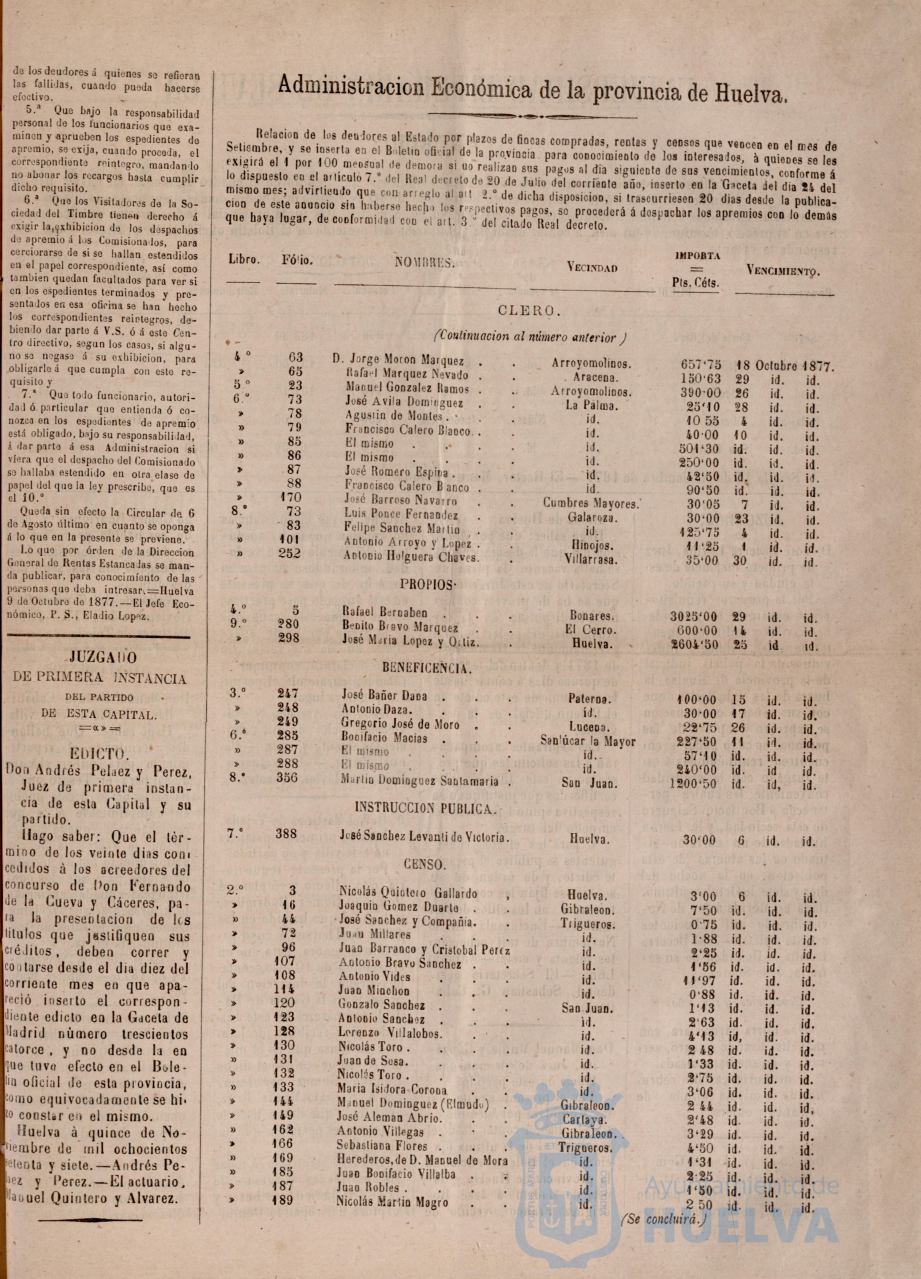 de los deudores á quienes se refieran
las fallidas, cuando pueda hacerse
efectivo.
5.ª Que bajo la responsabilidad
personal de los funcionarios que exa-
minen y aprueben los espedientes de
apremio, se exija, cuando proceda, el
correspondiente reintegro, mandando
no abonar los recargos hasta cumplir
dicho requisito.
6.ª Que los Visitadores de la So-
ciedad del Timbre tienen derecho á
exigir la exhibicion de los despachos
de apremio á los Comisionados, para
cerciorarse de si se hallan estendidos
en el papel correspondiente, así como
tambien quedan facultados para ver si
en los espedientes terminados y pre-
sentados en esa oficina se han hecho
los correspondientes reintegros, de-
biendo dar parte á V.S. ó á este Cen-
tro directivo, segun los casos, si algu-
no se negase á su exhibicion, para
obligarle á que cumpla con este re-
quisito y
7.ª Que todo funcionario, autori-
dad ó particular que entienda ó co-
nozca en los espedientes de apremio
está obligado, bajo su responsabilidad,
á dar parte á esa Administracion si
viera que el despacho del Comisionado
se hallaba estendido en otra clase de
papel del que la ley prescribe, que es
el 10.º
Queda sin efecto la Circular de 6
de Agosto último en cuanto se oponga
á lo que en la presente se previene.
Lo que por órden de la Direccion
General de Rentas Estancadas se man-
da publicar, para conocimiento de las
personas que deba intresar.=Huelva
9 de Octubre de 1877.—El Jefe Eco-
nómico, P. S., Eladio Lopez.
JUZGADO
DE PRIMERA INSTANCIA
DEL PARTIDO
DE ESTA CAPITAL.
EDICTO.
Don Andrés Pelaez y Perez,
Juez de primera instan-
cia de esta Capital y su
partido.
Hago saber: Que el tér-
mino de los veinte dias con-
cedidos à los acreedores del
concurso de Don Fernando
de la Cueva y Cáceres, pa-
ra la presentacion de los
titulos que justifiquen sus
créditos, deben correr y
contarse desde el dia diez del
corriente mes en que apa-
reció inserto el correspon-
diente edicto en la Gaceta de
Madrid nùmero trescientos
catorce, y no desde la en
que tuvo efecto en el Bole-
tin oficial de esta provincia,
como equivocadamente se hi-
zo constar en el mismo.
Huelva à quince de No-
viembre de mil ochocientos
setenta y siete.—Andrés Pe-
laez y Perez.—El actuario,
Manuel Quintero y Alvarez.
Administracion Económica de la provincia de Huelva.
Relacion de los deudores al Estado por plazos de fincas compradas, rentas y censos que vencen en el mes de
Setiembre, y se inserta en el Boletin oficial de la provincia para conocimiento de los interesados, à quienes se les
exigirá el 1 por 100 mensual de demora si no realizan sus pagos al dia siguiente de sus vencimientos, conforme á
lo dispuesto en el artículo 7.º del Real decreto de 20 de Julio del corriente año, inserto en la Gaceta del dia 24 del
mismo mes; advirtiendo que con arreglo al art 2.º de dicha disposicion, si trascurriesen 20 dias desde la publica-
cion de este anuncio sin haberse hecho los respectivos pagos, se procederá á despachar los apremios con lo demás
que haya lugar, de conformidad con el art. 3.º del citado Real decreto.
Libro. Fólio. NOMBRES. VECINDAD IMPORTA = Pts. Céts. VENCIMIENTO.
CLERO.
(Continuacion al número anterior)
4.º 63 D. Jorge Moron Marquez . . Arroyomolinos. 657'75 18 Octubre 1877.
» 65 Rafael Marquez Nevado . . Aracena. 150'63 29 id. id.
5.º 23 Manuel Gonzalez Ramos . . Arroyomolinos. 390'00 26 id. id.
6.º 73 José Avila Dominguez . . La Palma. 25'10 28 id. id.
» 78 Agustin de Montes. . . id. 10 55 4 id. id.
» 79 Francisco Calero Blanco. . . id. 40'00 10 id. id.
» 85 El mismo . . . id. 501'30 id. id. id.
» 86 El mismo . . . id. 250'00 id. id. id.
» 87 José Romero Espina . . . id. 42'50 id. id. id.
» 88 Francisco Calero Blanco . . id. 90'50 id. id. id.
» 170 José Barroso Navarro . . Cumbres Mayores. 30'05 7 id. id.
8.º 73 Luis Ponce Fernandez . . Galaroza. 30'00 23 id. id.
» 83 Felipe Sanchez Martin . . id. 125'75 4 id. id.
» 101 Antonio Arroyo y Lopez . . Hinojos. 11'25 1 id. id.
» 252 Antonio Holguera Chaves. . Villarrasa. 35'00 30 id. id.
PROPIOS.
4.º 5 Rafael Bernaben . . Bonares. 3025'00 29 id. id.
9.º 280 Benito Bravo Marquez . . El Cerro. 600'00 14 id. id.
» 298 José Maria Lopez y Ortiz. . Huelva. 2604'50 25 id id.
BENEFICENCIA.
3.º 247 José Bañer Dana . . . Paterna. 100'00 15 id. id.
» 248 Antonio Daza. . . . id. 30'00 17 id. id.
» 249 Gregorio José de Moro . . Lucena. 22'75 26 id. id.
6.º 285 Bonifacio Macias . . . Sanlúcar la Mayor 227'50 11 id. id.
» 287 El mismo . . . id. 57'10 id. id. id.
» 288 El mismo . . . id. 240'00 id. id id.
8.º 356 Martin Dominguez Santamaria . San Juan. 1200'50 id. id, id.
INSTRUCCION PUBLICA.
7.º 388 José Sanchez Levanti de Victoria. Huelva. 30'00 6 id. id.
CENSO.
2.º 3 Nicolás Quintero Gallardo , Huelva. 3'00 6 id. id.
» 16 Joaquin Gomez Duarte . . Gibraleon. 7'50 id. id. id.
» 44 José Sanchez y Compañia. . Trigueros. 0'75 id. id. id.
» 72 Juan Millares . . . id. 1'88 id. id. id.
» 96 Juan Barranco y Cristobal Perez id. 2'25 id. id. id.
» 107 Antonio Bravo Sanchez . . id. 1'56 id. id. id.
» 108 Antonio Vides . . . id. 11'97 id. id. id.
» 114 Juan Minchon . . . id. 0'88 id. id. id.
» 120 Gonzalo Sanchez . . San Juan. 1'13 id. id. id.
» 123 Antonio Sanchez . . . id. 2'63 id. id. id.
» 128 Lorenzo Villalobos. . . id. 4'13 id, id. id.
» 130 Nicolás Toro . . . id. 2 48 id. id. id.
» 131 Juan de Sosa. . . . id. 1'33 id. id. id.
» 132 Nicolás Toro . . . id. 2'75 id. id. id.
» 133 Maria Isidora Corona . . id. 3'06 id. id. id.
» 144 Manuel Dominguez (Elmudo) . Gibraleon. 2 44 id. id. id,
» 149 José Aleman Abrio. . . Cartaya. 2'48 id. id. id.
» 162 Antonio Villegas . . . Gibraleon. 3'29 id. id. id.
» 166 Sebastiana Flores . . . Trigueros. 4'50 id. id. id.
» 169 Herederos, de D. Manuel de Mora id. 1'31 id. id. id.
» 185 Juan Bonifacio Villalba . . id. 2'25 id. id. id.
» 187 Juan Robles . . . id. 1'50 id. id. id.
» 189 Nicolás Martin Magro . . id. 2 50 id. id. id.
(Se concluirá.)
Ayuntamiento de
HUELVA